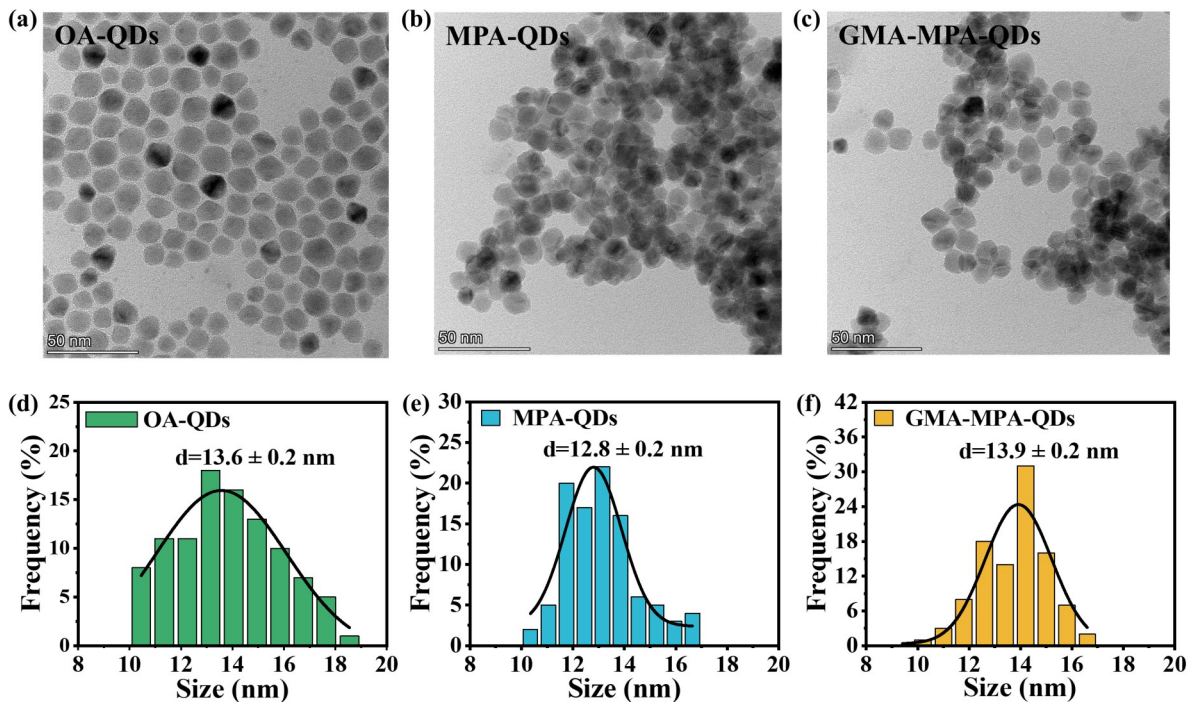 (a)
OA-QDs
50 nm
(b)
MPA-QDs
50 nm
(c)
GMA-MPA-QDs
50 nm
(d)
OA-QDs
d=13.6 ± 0.2 nm
Frequency (%)
25
20
15
10
5
0
10 12 14 16 18 20
Size (nm)
(e)
MPA-QDs
d=12.8 ± 0.2 nm
Frequency (%)
30
25
20
15
10
5
0
8 10 12 14 16 18 20
Size (nm)
(f)
GMA-MPA-QDs
d=13.9 ± 0.2 nm
Frequency (%)
42
36
30
24
18
12
6
0
8 10 12 14 16 18 20
Size (nm)